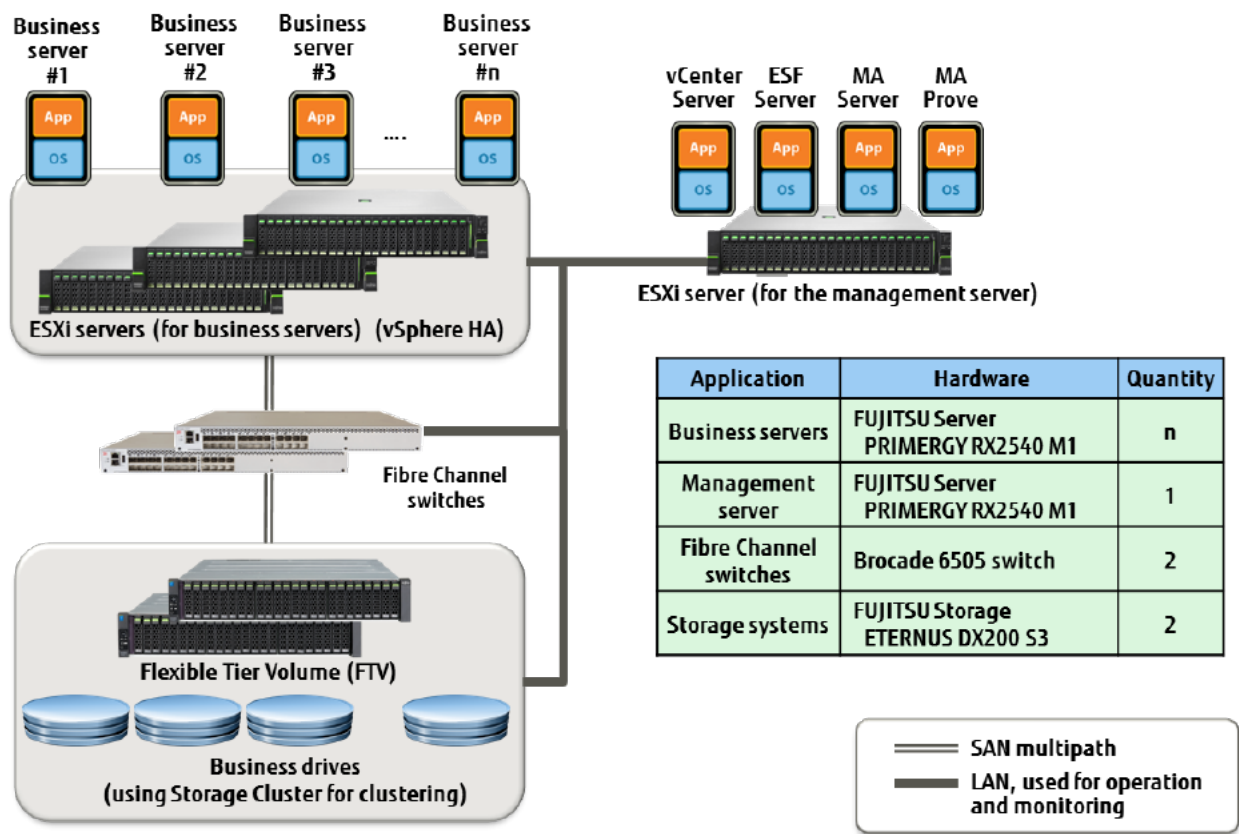 Business
server
#1
Business
server
#2
Business
server
#3
Business
server
#n
App
OS
App
OS
App
OS
....
App
OS
ESXi servers (for business servers) (vSphere HA)
vCenter
Server
ESF
Server
MA
Server
MA
Prove
App
OS
App
OS
App
OS
App
OS
ESXi server (for the management server)
Fibre Channel
switches
Flexible Tier Volume (FTV)
Business drives
(using Storage Cluster for clustering)
Application Hardware Quantity
Business servers FUJITSU Server
PRIMERGY RX2540 M1 n
Management
server FUJITSU Server
PRIMERGY RX2540 M1 1
Fibre Channel
switches Brocade 6505 switch 2
Storage systems FUJITSU Storage
ETERNUS DX200 S3 2
SAN multipath
LAN, used for operation
and monitoring